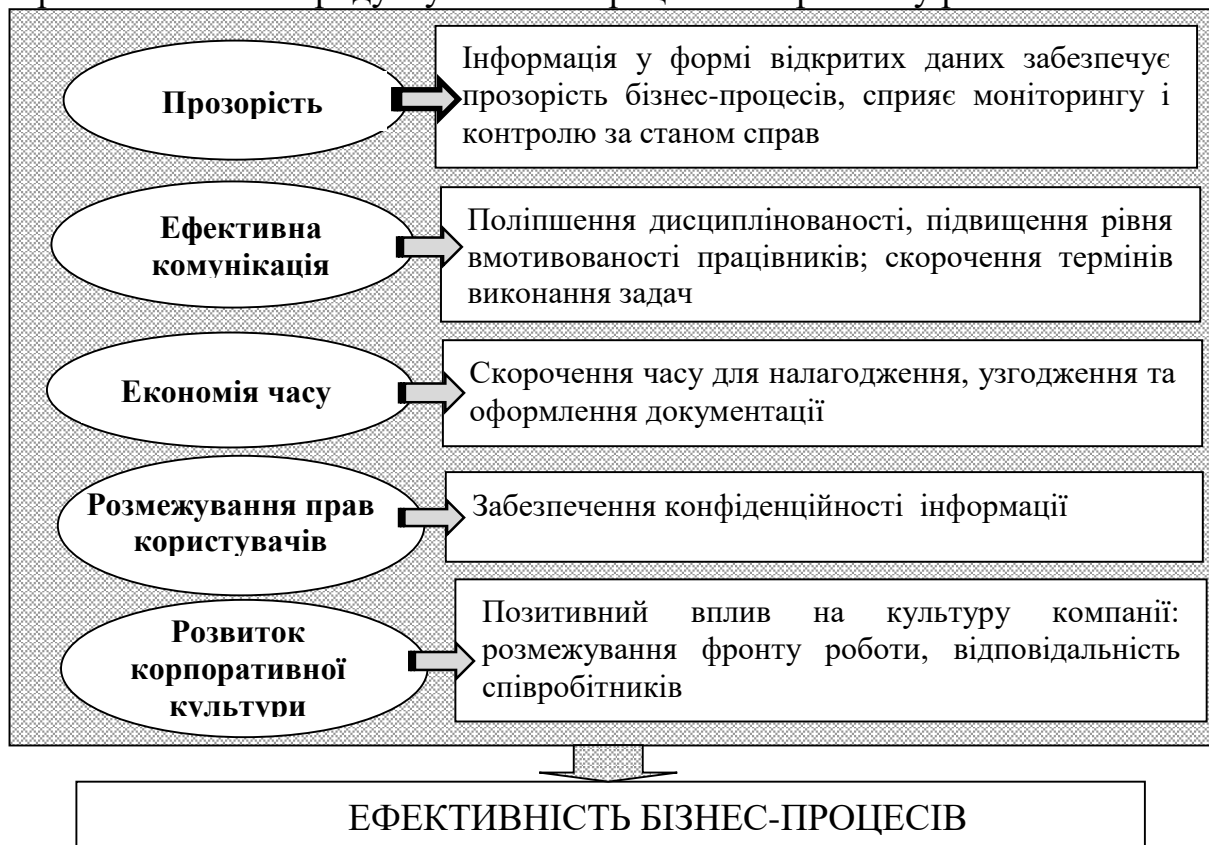 Прозорість
Інформація у формі відкритих даних забезпечує
прозорість бізнес-процесів, сприяє моніторингу і
контролю за станом справ
Ефективна
комунікація
Поліпшення дисциплінованості, підвищення рівня
вмотивованості працівників; скорочення термінів
виконання задач
Економія часу
Скорочення часу для налагодження, узгодження та
оформлення документації
Розмежування прав
користувачів
Забезпечення конфіденційності інформації
Розвиток
корпоративної
культури
Позитивний вплив на культуру компанії:
розмежування фронту роботи, відповідальність
співробітників
ЕФЕКТИВНІСТЬ БІЗНЕС-ПРОЦЕСІВ